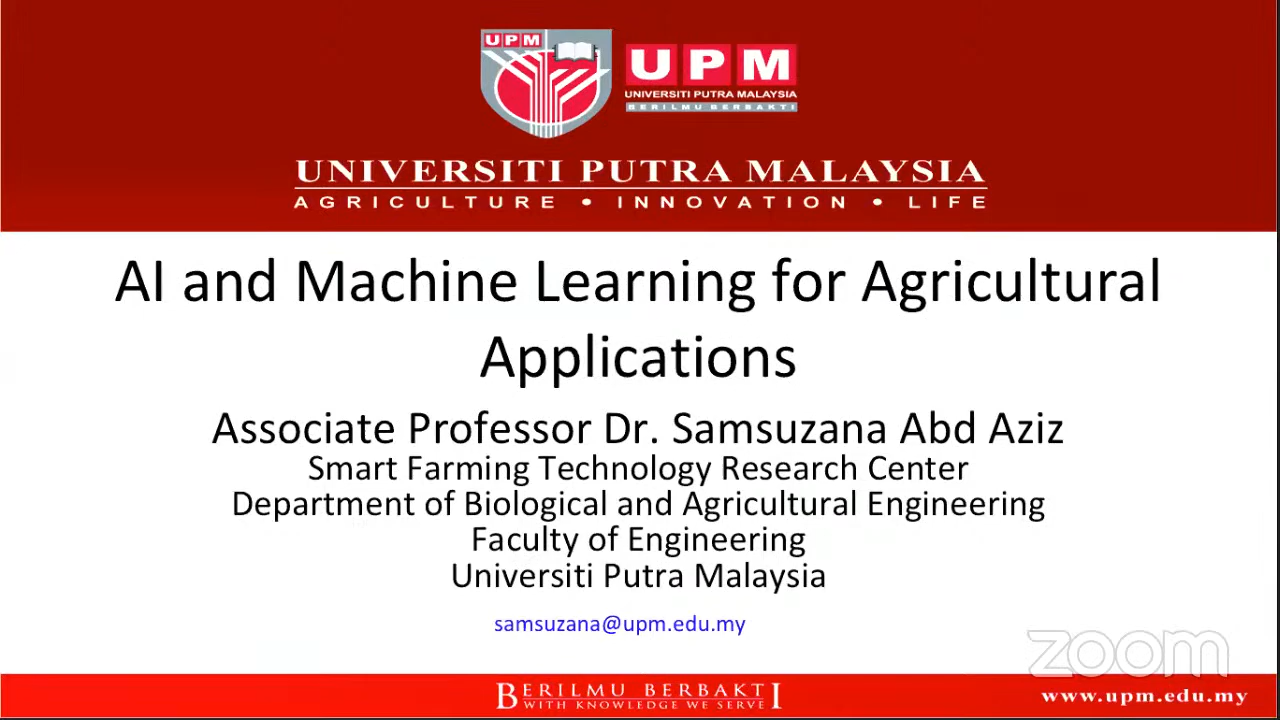 UPM
UPM
UNIVERSITI PUTRA MALAYSIA
BERILMU BERBAKTI
UNIVERSITI PUTRA MALAYSIA
AGRICULTURE • INNOVATION • LIFE
AI and Machine Learning for Agricultural
Applications
Associate Professor Dr. Samsuzana Abd Aziz
Smart Farming Technology Research Center
Department of Biological and Agricultural Engineering
Faculty of Engineering
Universiti Putra Malaysia
samsuzana@upm.edu.my
zoom
BERILMU BERBAKTI
WITH KNOWLEDGE WE SERVE
www.upm.edu.my